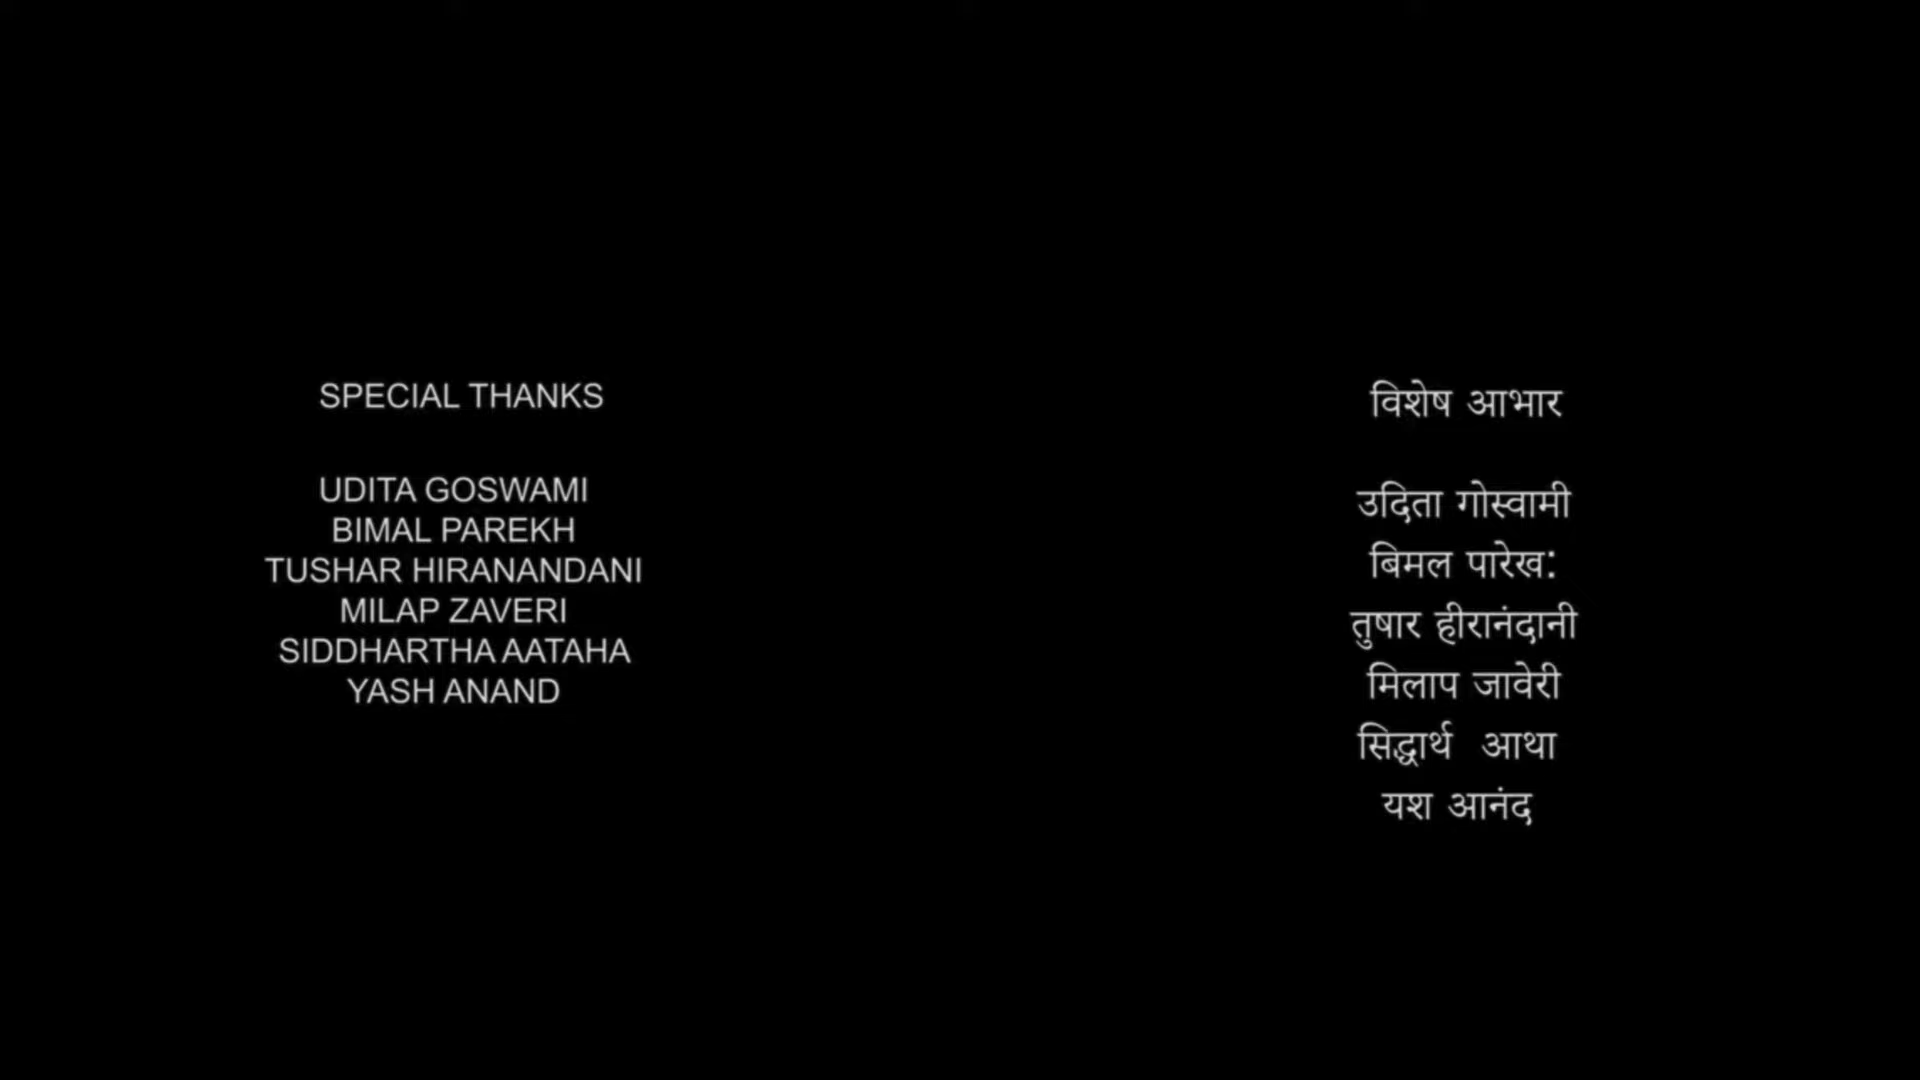 SPECIAL THANKS
UDITA GOSWAMI
BIMAL PAREKH
TUSHAR HIRANANDANI
MILAP ZAVERI
SIDDHARTHA AATAHA
YASH ANAND
विशेष आभार
उदिता गोस्वामी
बिमल पारेख:
तुषार हीरानंदानी
मिलाप जावेरी
सिद्धार्थ आथा
यश आनंद